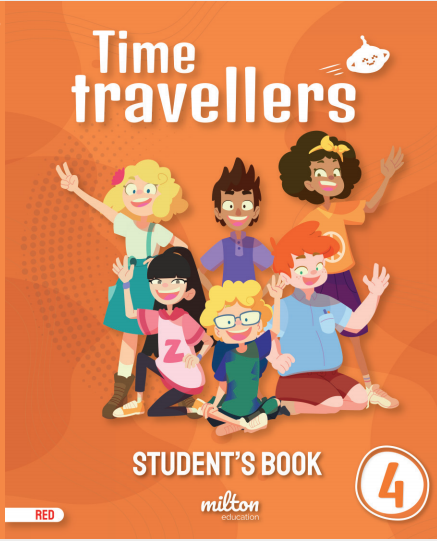 Time
travellers
Z
STUDENT'S BOOK
4
milton
education
RED